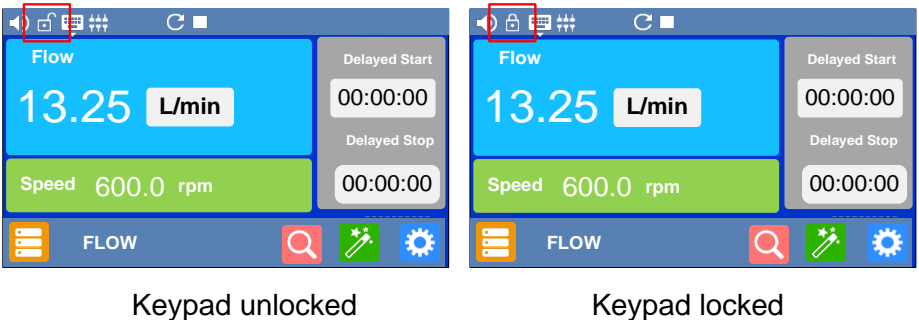 Flow
13.25 L/min
Delayed Start
00:00:00
Delayed Stop
00:00:00
Speed 600.0 rpm
FLOW
Keypad unlocked
Flow
13.25 L/min
Delayed Start
00:00:00
Delayed Stop
00:00:00
Speed 600.0 rpm
FLOW
Keypad locked